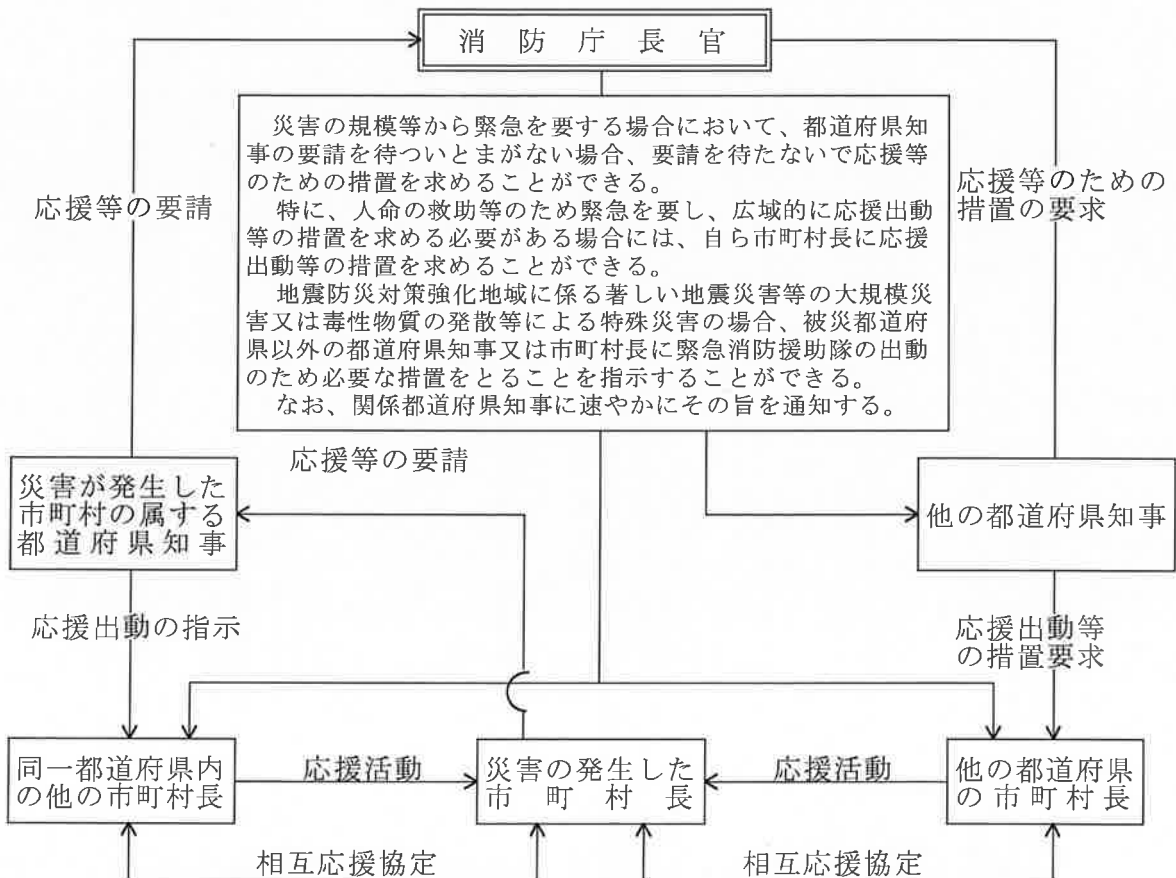 消防庁長官
災害の規模等から緊急を要する場合において、都道府県知
事の要請を待ついとまがない場合、要請を待たないで応援等
のための措置を求めることができる。
特に、人命の救助等のため緊急を要し、広域的に応援出動
等の措置を求める必要がある場合には、自ら市町村長に応援
出動等の措置を求めることができる。
地震防災対策強化地域に係る著しい地震災害等の大規模災
害又は毒性物質の発散等による特殊災害の場合、被災都道府
県以外の都道府県知事又は市町村長に緊急消防援助隊の出動
のため必要な措置をとることを指示することができる。
なお、関係都道府県知事に速やかにその旨を通知する。
応援等の要請
応援等のための
措置の要求
応援等の要請
災害が発生した
市町村の属する
都道府県知事
他の都道府県知事
応援出動の指示
応援出動等
の措置要求
同一都道府県内
の他の市町村長
応援活動
災害の発生した
市町村長
応援活動
他の都道府県
の市町村長
相互応援協定
相互応援協定